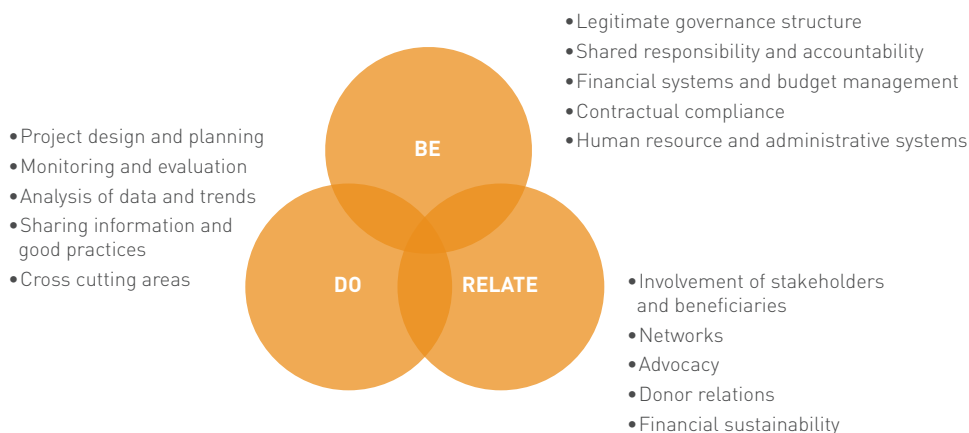 •Legitimate governance structure
•Shared responsibility and accountability
•Financial systems and budget management
•Contractual compliance
•Human resource and administrative systems
BE
•Project design and planning
•Monitoring and evaluation
•Analysis of data and trends
•Sharing information and
good practices
•Cross cutting areas
DO
RELATE
•Involvement of stakeholders
and beneficiaries
•Networks
•Advocacy
•Donor relations
•Financial sustainability